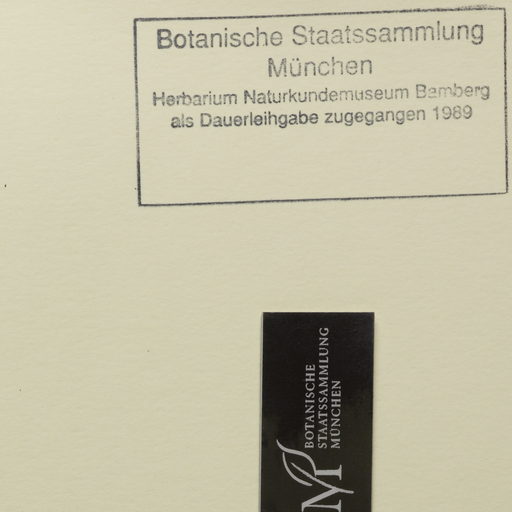 Botanische Staatssammlung
München
Herbarium Naturkundemuseum Bamberg
als Dauerleihgabe zugegangen 1989
BOTANISCHE
STAATSSAMMLUNG
MÜNCHEN
M